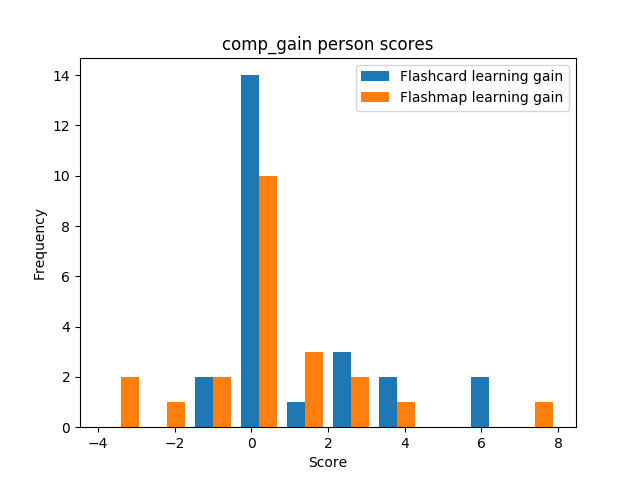 comp_gain person scores
Flashcard learning gain
Flashmap learning gain
14
12
10
8
6
4
2
0
Frequency
−4 −2 0 2 4 6 8
Score